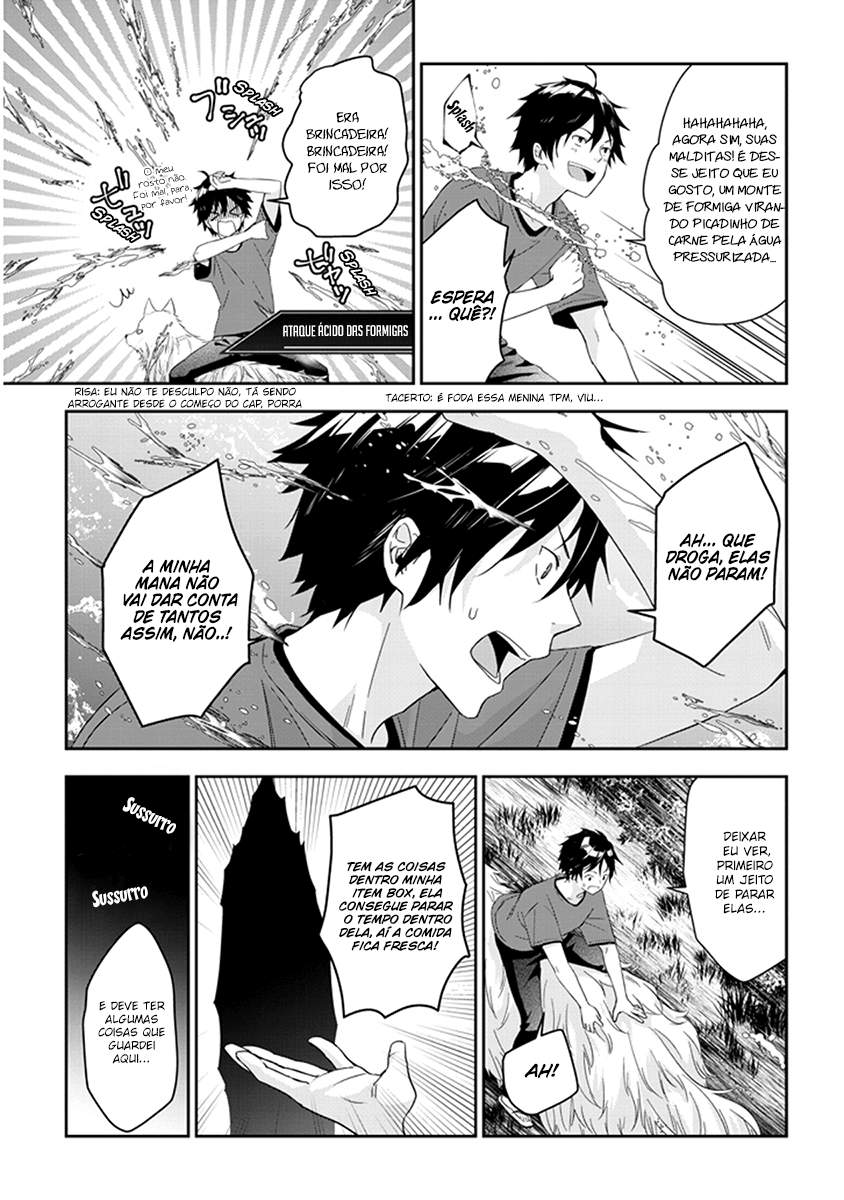 HAHAHAHAHA,
AGORA SIM, SUAS
MALDITAS! É DES-
SE JEITO QUE EU
GOSTO, UM MONTE
DE FORMIGA VIRAN-
DO PICADINHO DE
CARNE PELA ÁGUA
PRESSURIZADA...
Splash
ESPERA
... QUÊ?!
ERA
BRINCADEIRA!
BRINCADEIRA!
FOI MAL POR
ISSO!
SPLASH
SPLASH
ブシッ
O meu
rosto não.
Foi mal, para,
por favor!
SPLASH
SPLASH
ATAQUE ÁCIDO DAS FORMIGAS
RISA: EU NÃO TE DESCULPO NÃO, TÁ SENDO
ARROGANTE DESDE O COMEÇO DO CAP, PORRA
TACERTO: É FODA ESSA MENINA TPM, VIU...
AH... QUE
DROGA, ELAS
NÃO PARAM!
A MINHA
MANA NÃO
VAI DAR CONTA
DE TANTOS
ASSIM, NÃO..!
DEIXAR
EU VER,
PRIMEIRO
UM JEITO
DE PARAR
ELAS...
AH!
TEM AS COISAS
DENTRO MINHA
ITEM BOX, ELA
CONSEGUE PARAR
O TEMPO DENTRO
DELA, AÍ A COMIDA
FICA FRESCA!
Sussurro
Sussurro
E DEVE TER
ALGUMAS
COISAS QUE
GUARDEI
AQUI...